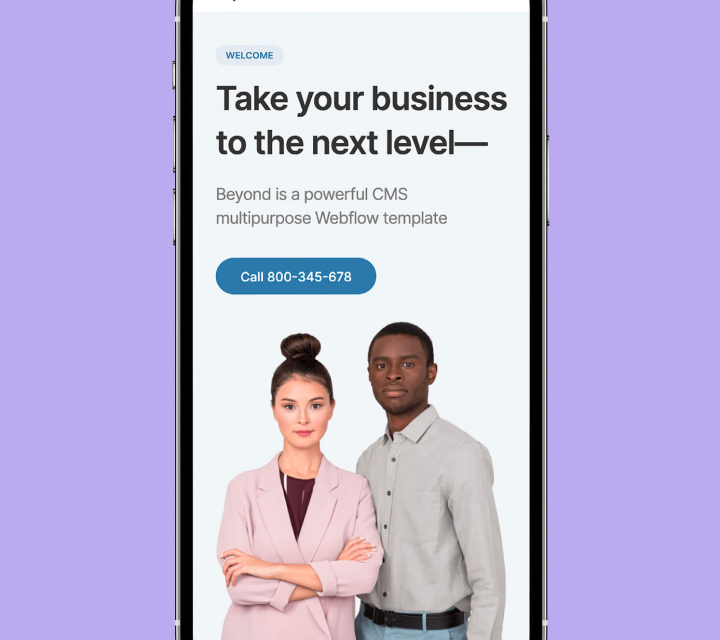 WELCOME
Take your business
to the next level—
Beyond is a powerful CMS
multipurpose Webflow template
Call 800-345-678